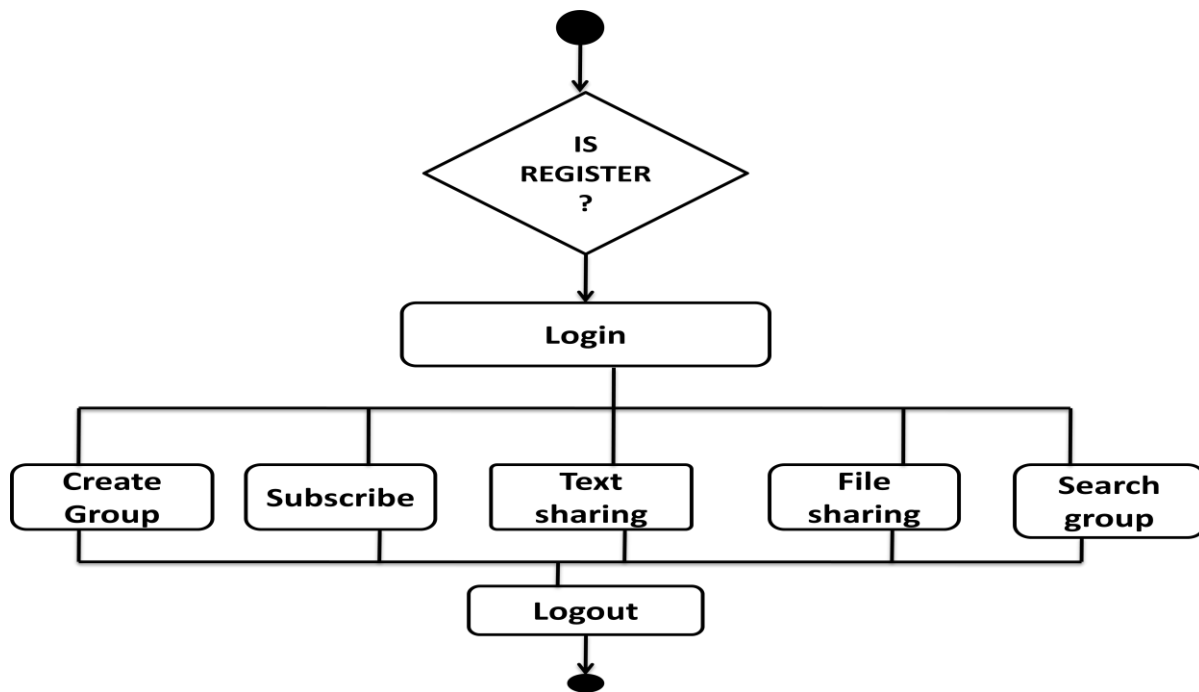 IS
REGISTER
?
Login
Create
Group
Subscribe
Text
sharing
File
sharing
Search
group
Logout